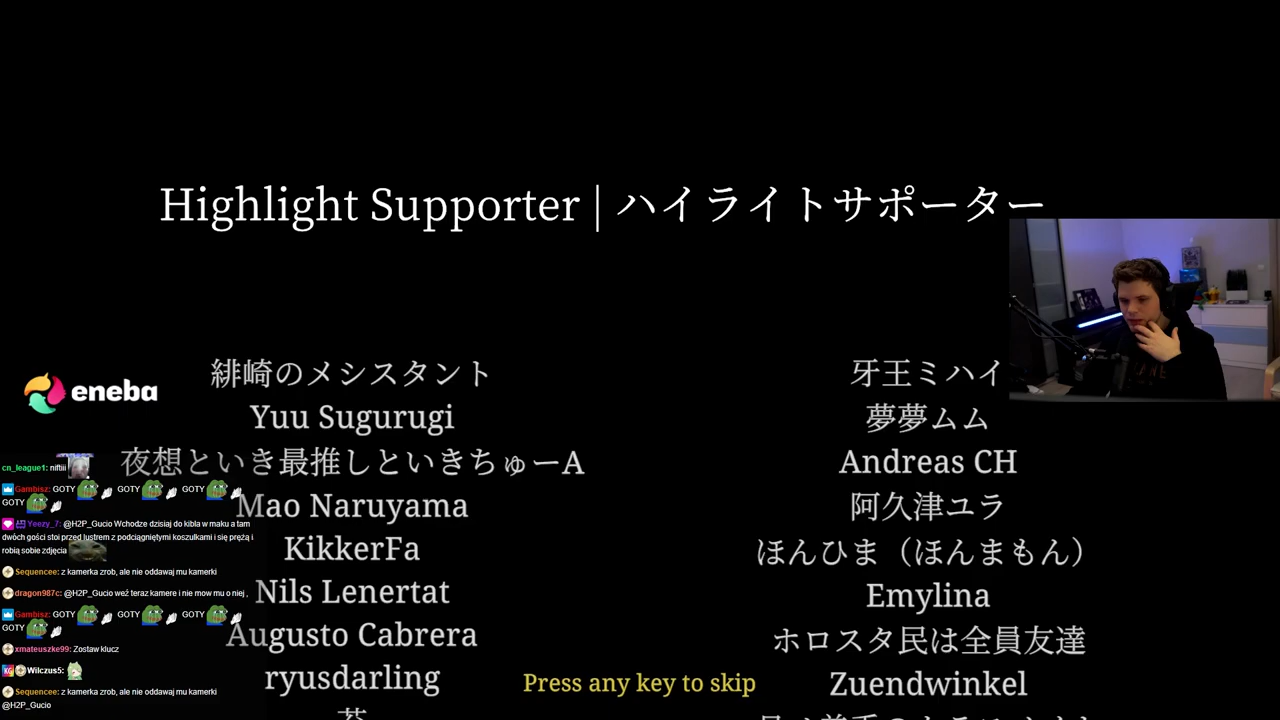 Highlight Supporter | ハイライトサポーター
緋崎のメシスタント
牙王ミハイ
Yuu Sugurugi
夢夢ムム
夜想といき最推しといきちゅーA
Andreas CH
Mao Naruyama
阿久津ユラ
KikkerFa
ほんひま（ほんまもん）
Nils Lenertat
Emylina
Augusto Cabrera
ホロスタ民は全員友達
ryusdarling
Zuendwinkel
Press any key to skip
eneba
cn_league1: niftiii
Gambisz: GOTY GOTY GOTY
GOTY
Yeezy_7: @H2P_Gucio Wchodze dzisiaj do kibla w maku a tam
dwóch gości stoi przed lustrem z podciągniętymi koszulkami i się prężą i
robią sobie zdjęcia
Sequencee: z kamerka zrob, ale nie oddawaj mu kamerki
dragon987c: @H2P_Gucio weź teraz kamere i nie mow mu o niej ,
Gambisz: GOTY GOTY GOTY
GOTY
xmateuszke99: Zostaw klucz
Wilczus5:
Sequencee: z kamerka zrob, ale nie oddawaj mu kamerki
@H2P_Gucio